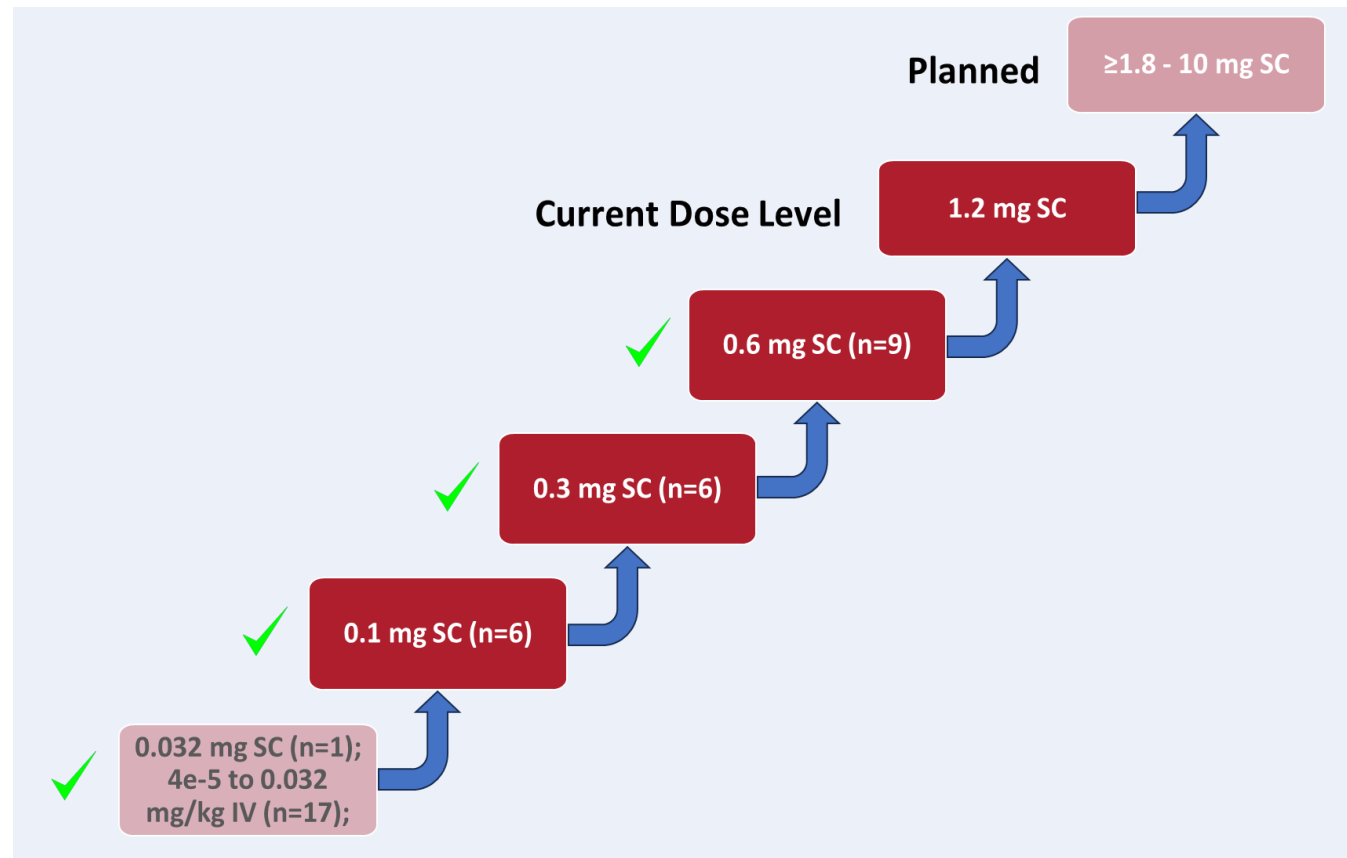 Planned
≥1.8 - 10 mg SC
Current Dose Level
1.2 mg SC
0.6 mg SC (n=9)
0.3 mg SC (n=6)
0.1 mg SC (n=6)
0.032 mg SC (n=1);
4e-5 to 0.032
mg/kg IV (n=17);